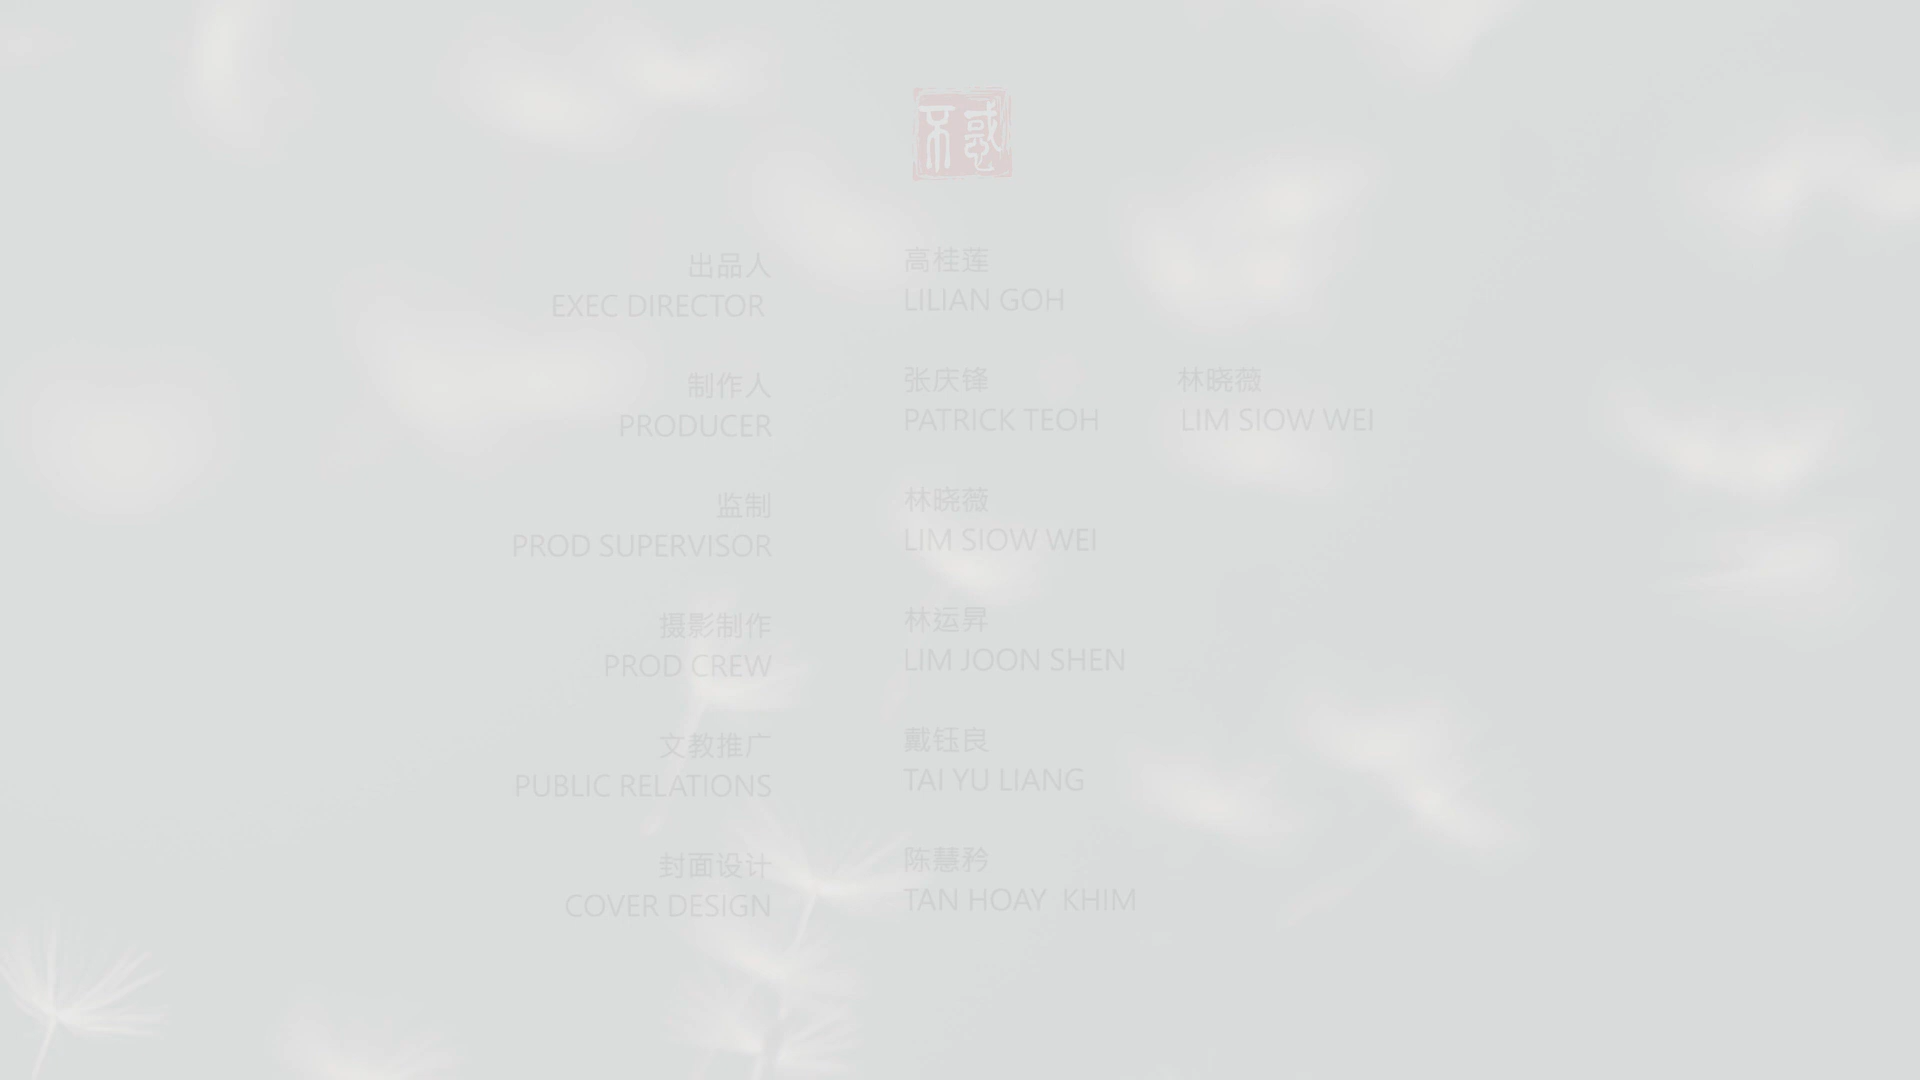 不惑
出品人
EXEC DIRECTOR
高桂莲
LILIAN GOH
制作人
PRODUCER
张庆锋
PATRICK TEOH
林晓薇
LIM SIOW WEI
监制
PROD SUPERVISOR
林晓薇
LIM SIOW WEI
摄影制作
PROD CREW
林运昇
LIM JOON SHEN
文教推广
PUBLIC RELATIONS
戴钰良
TAI YU LIANG
封面设计
COVER DESIGN
陈慧矜
TAN HOAY KHIM